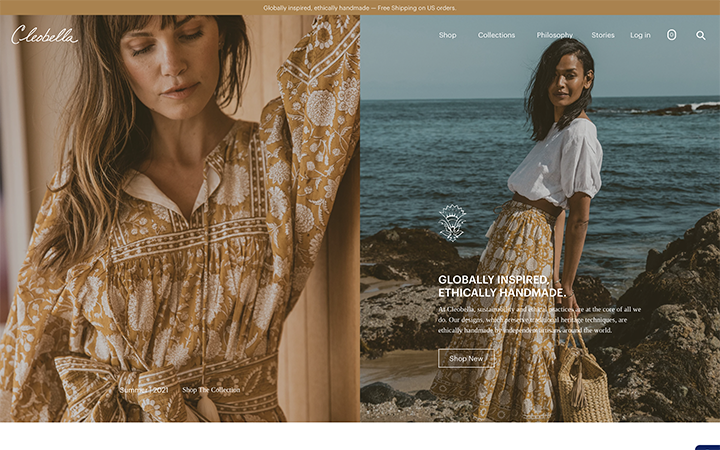 Globally inspired, ethically handmade — Free Shipping on US orders.
Cleobella
Shop Collections Philosophy Stories Log in 0
GLOBALLY INSPIRED,
ETHICALLY HANDMADE.
At Cleobella, sustainability and ethical practices are at the core of all we
do. Our designs, which preserve traditional heritage techniques, are
ethically handmade by independent artisans around the world.
Shop New
Summer 2021 Shop The Collection